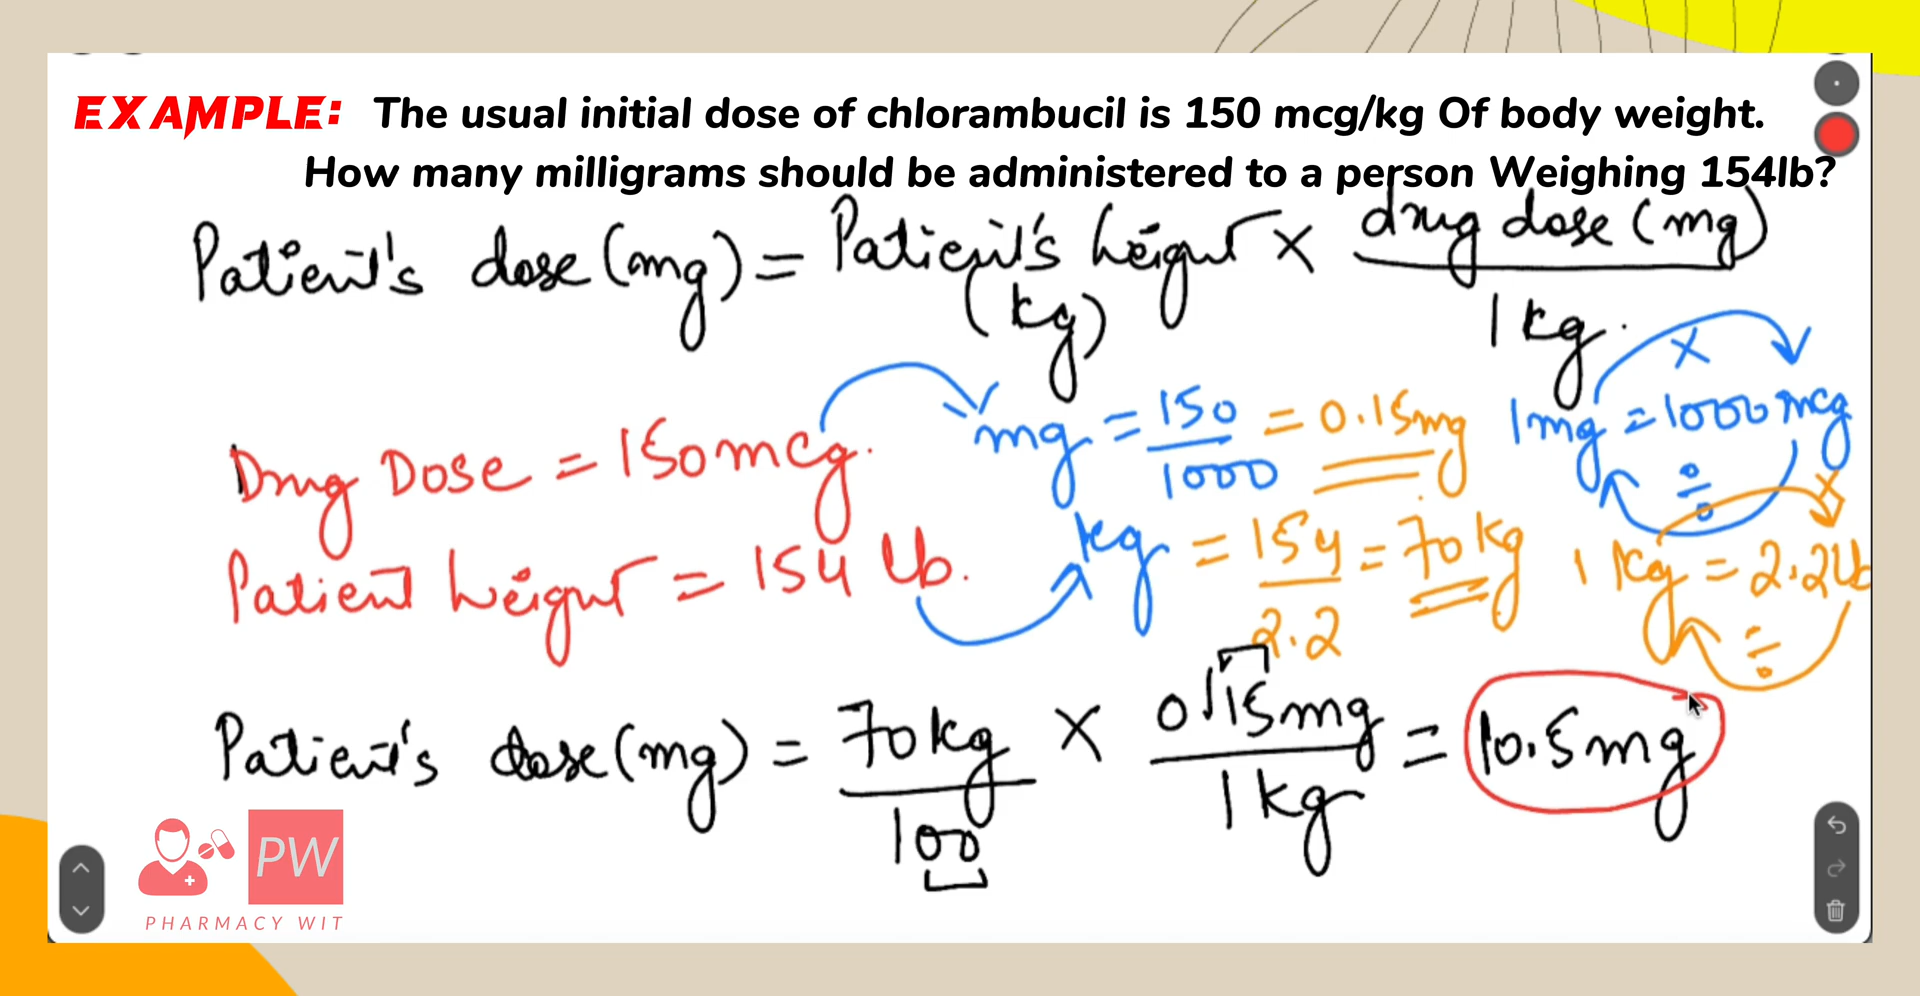 EXAMPLE: The usual initial dose of chlorambucil is 150 mcg/kg Of body weight.
How many milligrams should be administered to a person Weighing 154lb?
Patient's dose (mg) = Patient's weight (kg) × drug dose (mg) / 1 kg.
Drug Dose = 150 mcg.
mg = 150 / 1000 = 0.15mg
1mg = 1000 mcg
×
÷
Patient weight = 154 lb.
kg = 154 / 2.2 = 70 kg
1 kg = 2.2 lb
×
÷
Patient's dose (mg) = 70 kg / 100 × 0 15 mg / 1 kg = 10.5 mg
PW
PHARMACY WIT